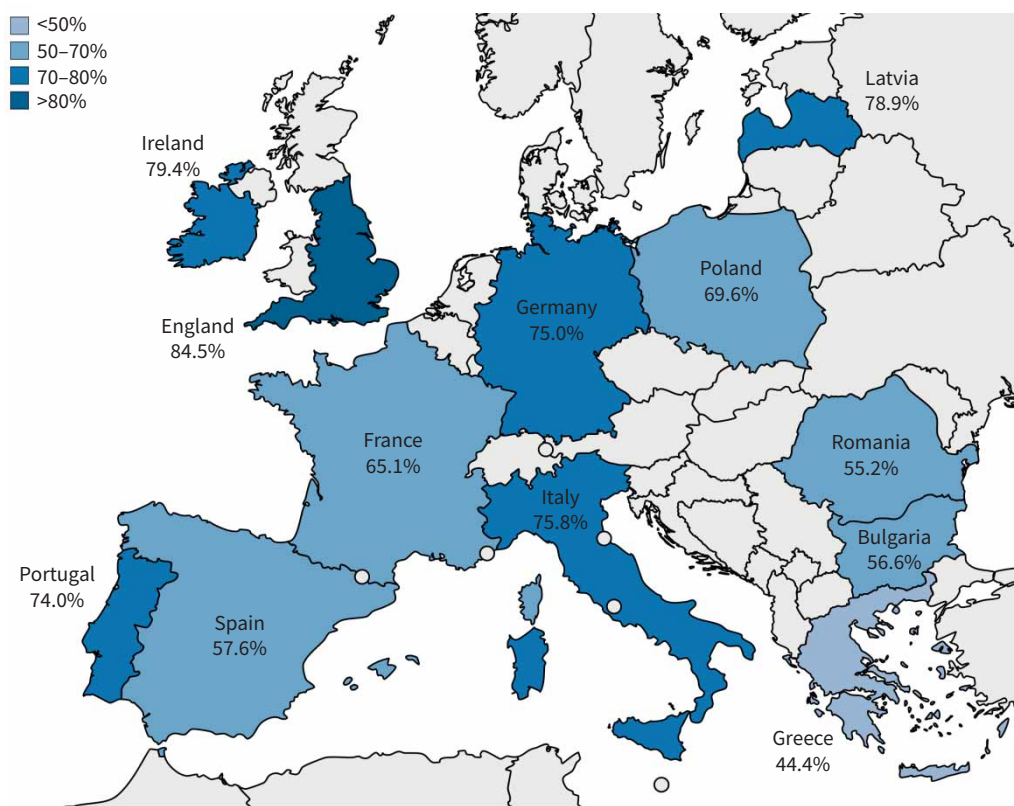 <50%
50–70%
70–80%
>80%
Latvia
78.9%
Ireland
79.4%
Poland
69.6%
Germany
75.0%
England
84.5%
France
65.1%
Romania
55.2%
Italy
75.8%
Bulgaria
56.6%
Portugal
74.0%
Spain
57.6%
Greece
44.4%